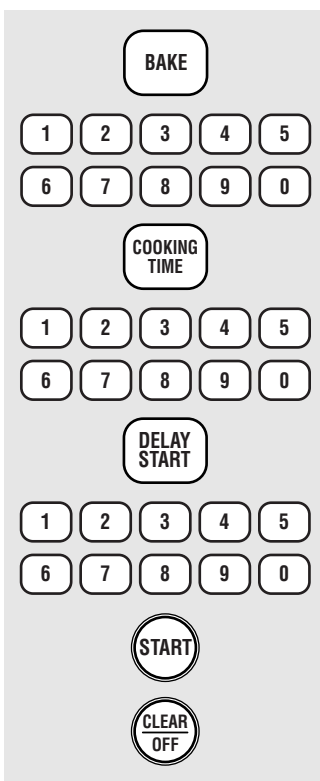 BAKE
1 2 3 4 5
6 7 8 9 0
COOKING
TIME
1 2 3 4 5
6 7 8 9 0
DELAY
START
1 2 3 4 5
6 7 8 9 0
START
CLEAR
OFF